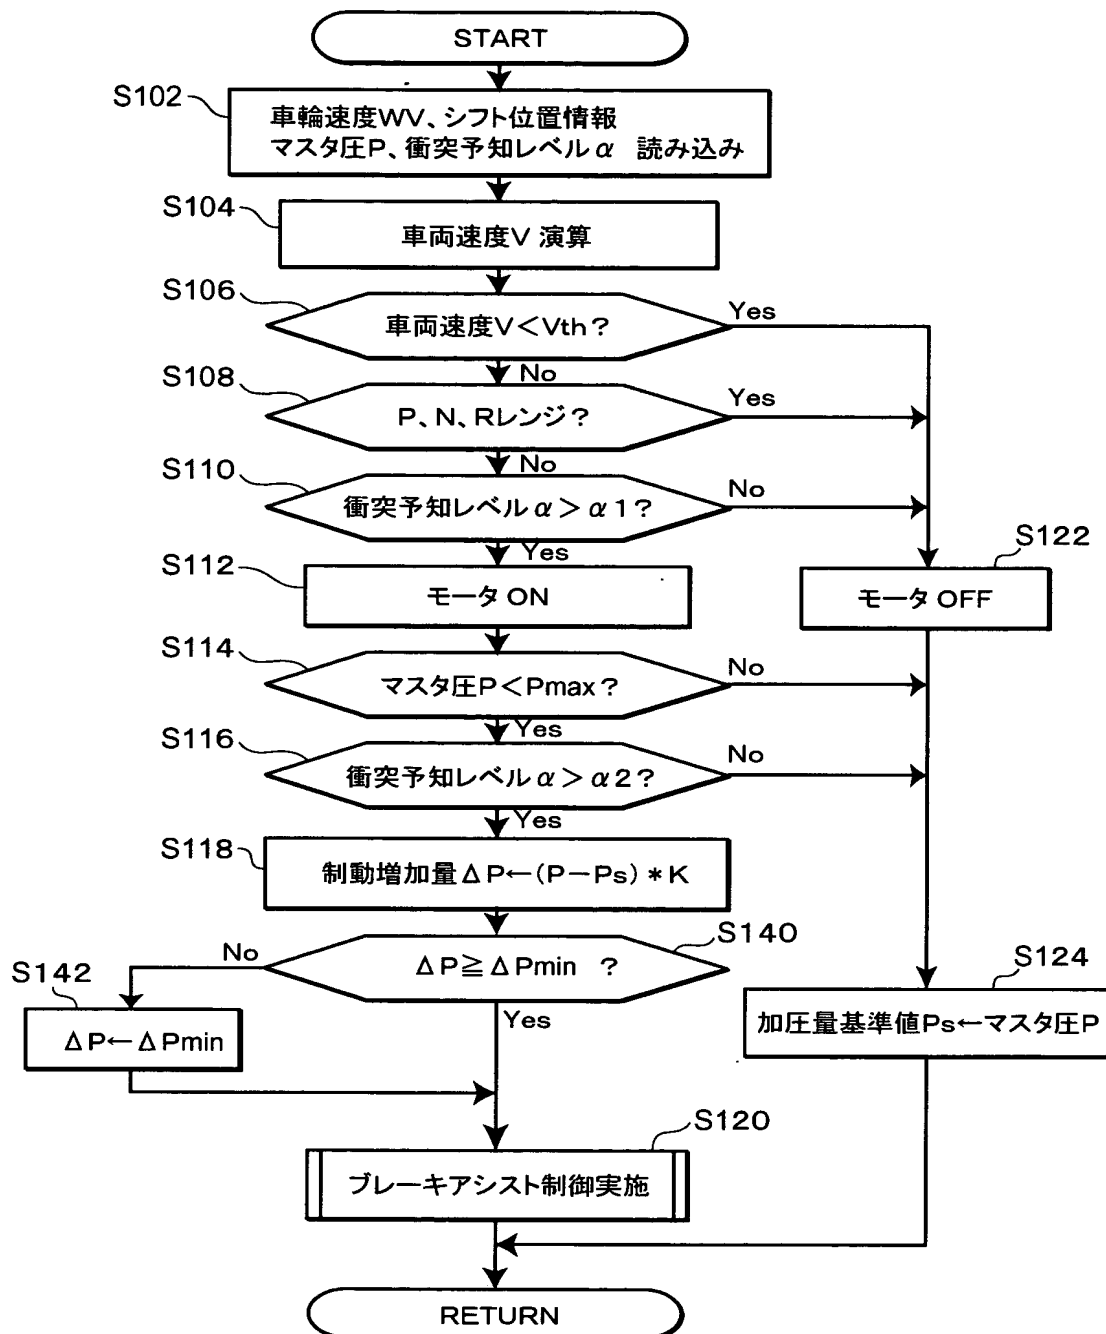 START
S102
車輪速度WV、シフト位置情報
マスタ圧P、衝突予知レベルα 読み込み
S104
車両速度V 演算
S106
車両速度V<Vth?
Yes
No
S108
P、N、Rレンジ?
Yes
No
S110
衝突予知レベルα>α1?
No
Yes
S112
モータON
S122
モータOFF
S114
マスタ圧P<Pmax?
No
Yes
S116
衝突予知レベルα>α2?
No
Yes
S118
制動増加量ΔP←(P−Ps)*K
S140
ΔP≧ΔPmin ?
No
Yes
S142
ΔP←ΔPmin
S124
加圧量基準値Ps←マスタ圧P
S120
ブレーキアシスト制御実施
RETURN